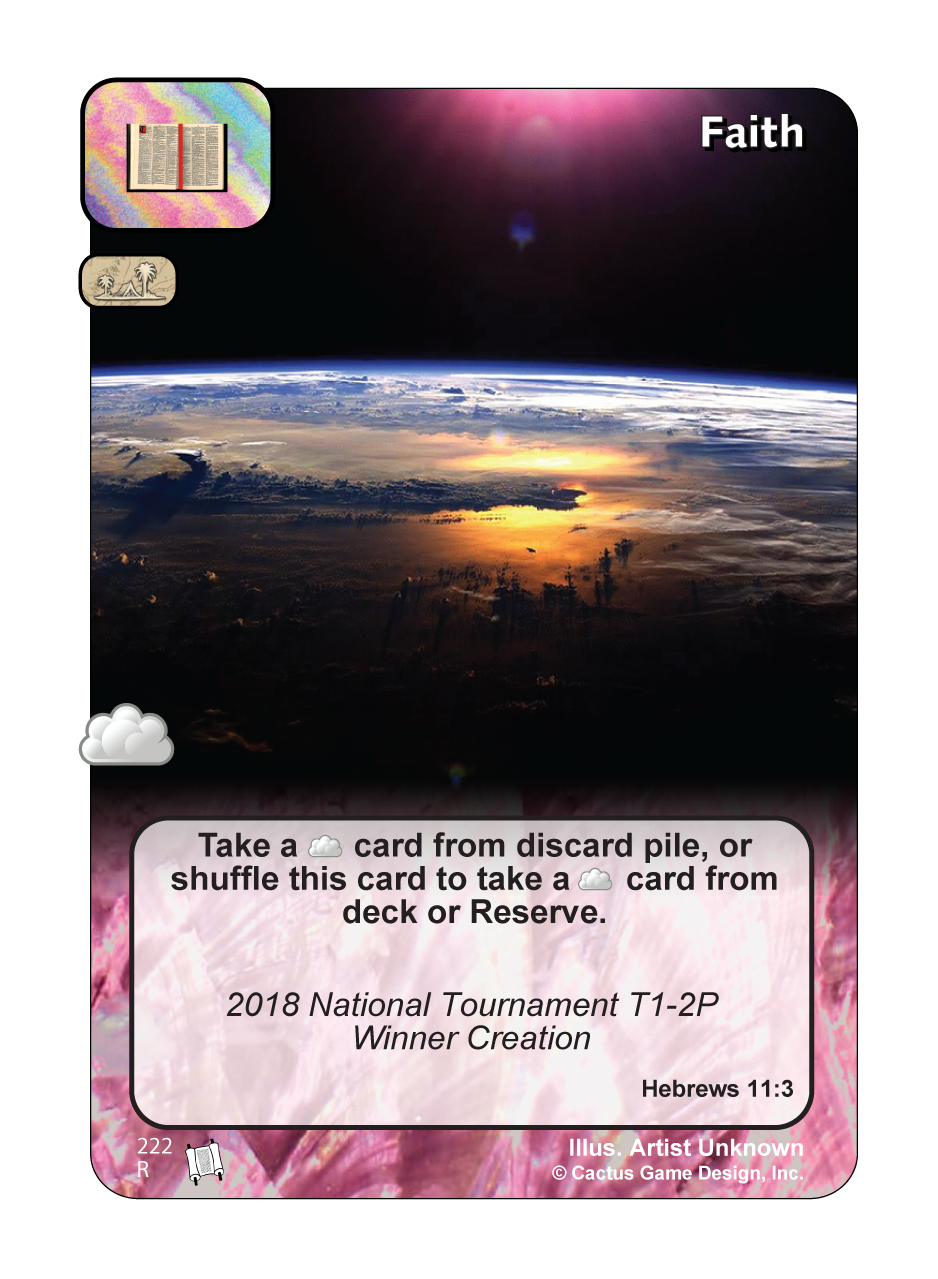 Faith
Take a card from discard pile, or
shuffle this card to take a card from
deck or Reserve.
2018 National Tournament T1-2P
Winner Creation
Hebrews 11:3
222
R
Illus. Artist Unknown
© Cactus Game Design, Inc.